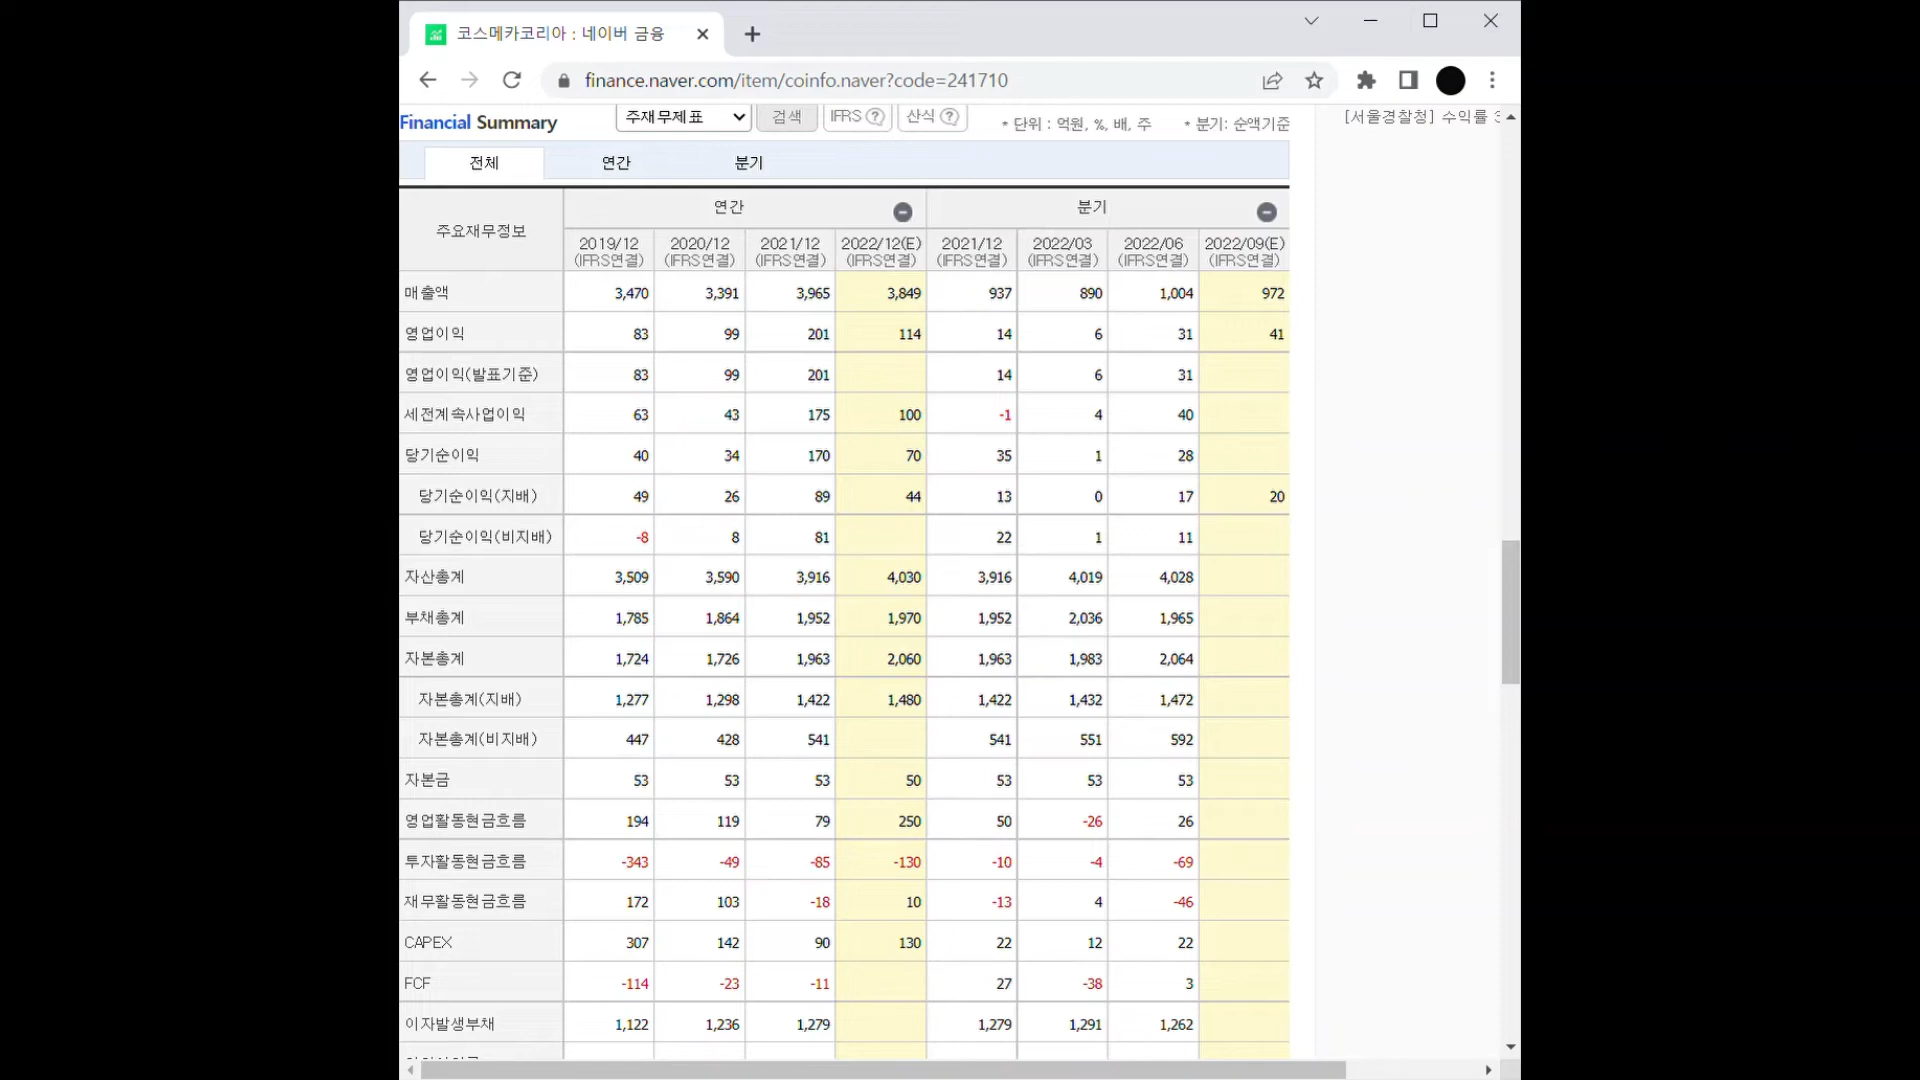 코스메카코리아 : 네이버 금융
finance.naver.com/item/coinfo.naver?code=241710
Financial Summary 주재무제표 검색 IFRS ? 산식 ? * 단위 : 억원, %, 배, 주 * 분기: 순액기준
[서울경찰청] 수익률
전체 연간 분기
주요재무정보 연간 분기
2019/12 2020/12 2021/12 2022/12(E) 2021/12 2022/03 2022/06 2022/09(E)
(IFRS연결) (IFRS연결) (IFRS연결) (IFRS연결) (IFRS연결) (IFRS연결) (IFRS연결) (IFRS연결)
매출액 3,470 3,391 3,965 3,849 937 890 1,004 972
영업이익 83 99 201 114 14 6 31 41
영업이익(발표기준) 83 99 201 14 6 31
세전계속사업이익 63 43 175 100 -1 4 40
당기순이익 40 34 170 70 35 1 28
당기순이익(지배) 49 26 89 44 13 0 17 20
당기순이익(비지배) -8 8 81 22 1 11
자산총계 3,509 3,590 3,916 4,030 3,916 4,019 4,028
부채총계 1,785 1,864 1,952 1,970 1,952 2,036 1,965
자본총계 1,724 1,726 1,963 2,060 1,963 1,983 2,064
자본총계(지배) 1,277 1,298 1,422 1,480 1,422 1,432 1,472
자본총계(비지배) 447 428 541 541 551 592
자본금 53 53 53 50 53 53 53
영업활동현금흐름 194 119 79 250 50 -26 26
투자활동현금흐름 -343 -49 -85 -130 -10 -4 -69
재무활동현금흐름 172 103 -18 10 -13 4 -46
CAPEX 307 142 90 130 22 12 22
FCF -114 -23 -11 27 -38 3
이자발생부채 1,122 1,236 1,279 1,279 1,291 1,262